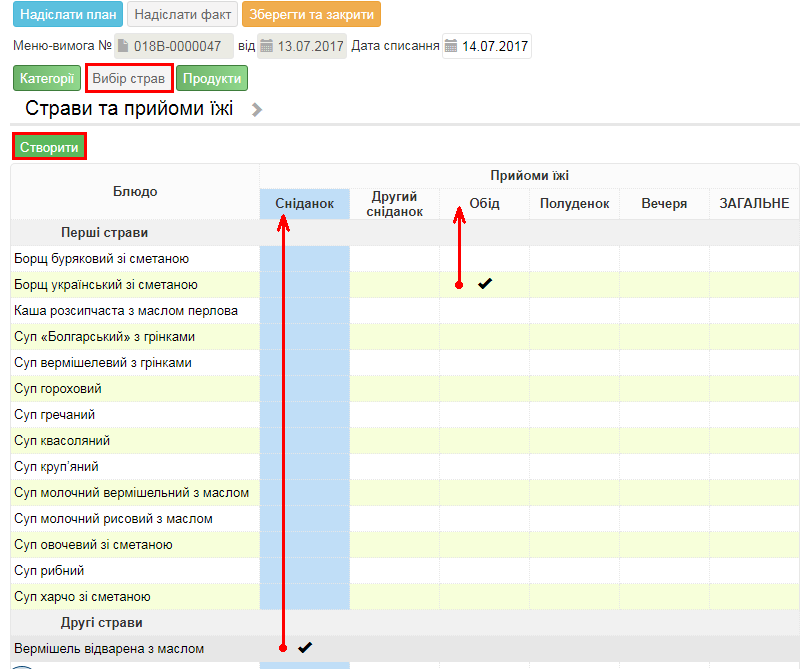 Надіслати план Надіслати факт Зберегти та закрити
Меню-вимога № 018В-0000047 від 13.07.2017 Дата списання 14.07.2017
Категорії Вибір страв Продукти
Страви та прийоми їжі
Створити
Блюдо Прийоми їжі
Сніданок Другий сніданок Обід Полуденок Вечеря ЗАГАЛЬНЕ
Перші страви
Борщ буряковий зі сметаною
Борщ український зі сметаною
Каша розсипчаста з маслом перлова
Суп «Болгарський» з грінками
Суп вермішелевий з грінками
Суп гороховий
Суп гречаний
Суп квасоляний
Суп круп'яний
Суп молочний вермішельний з маслом
Суп молочний рисовий з маслом
Суп овочевий зі сметаною
Суп рибний
Суп харчо зі сметаною
Другі страви
Вермішель відварена з маслом